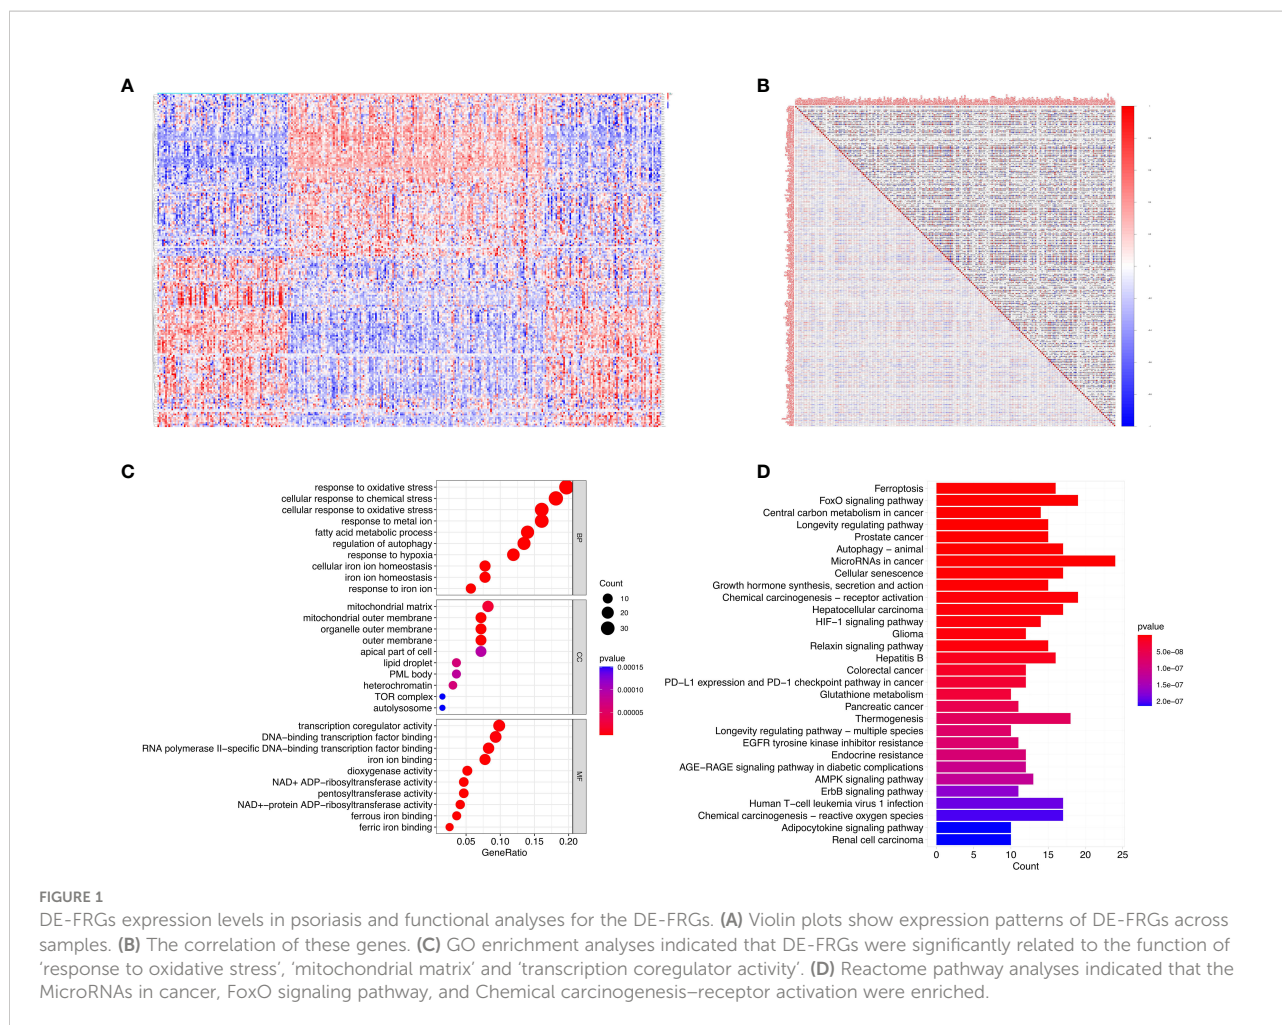 A
B
C
response to oxidative stress
cellular response to chemical stress
cellular response to oxidative stress
response to metal ion
fatty acid metabolic process
regulation of autophagy
response to hypoxia
cellular iron ion homeostasis
iron ion homeostasis
response to iron ion
BP
mitochondrial matrix
mitochondrial outer membrane
organelle outer membrane
outer membrane
apical part of cell
lipid droplet
PML body
heterochromatin
TOR complex
autolysosome
CC
transcription coregulator activity
DNA-binding transcription factor binding
RNA polymerase II-specific DNA-binding transcription factor binding
iron ion binding
dioxygenase activity
NAD+ ADP-ribosyltransferase activity
pentosyltransferase activity
NAD+-protein ADP-ribosyltransferase activity
ferrous iron binding
ferric iron binding
MF
0.05 0.10 0.15 0.20
GeneRatio
Count
10
20
30
pvalue
0.00015
0.00010
0.00005
D
Ferroptosis
FoxO signaling pathway
Central carbon metabolism in cancer
Longevity regulating pathway
Prostate cancer
Autophagy - animal
MicroRNAs in cancer
Cellular senescence
Growth hormone synthesis, secretion and action
Chemical carcinogenesis - receptor activation
Hepatocellular carcinoma
HIF-1 signaling pathway
Glioma
Relaxin signaling pathway
Hepatitis B
Colorectal cancer
PD-L1 expression and PD-1 checkpoint pathway in cancer
Glutathione metabolism
Pancreatic cancer
Thermogenesis
Longevity regulating pathway - multiple species
EGFR tyrosine kinase inhibitor resistance
Endocrine resistance
AGE-RAGE signaling pathway in diabetic complications
AMPK signaling pathway
ErbB signaling pathway
Human T-cell leukemia virus 1 infection
Chemical carcinogenesis - reactive oxygen species
Adipocytokine signaling pathway
Renal cell carcinoma
0 5 10 15 20 25
Count
pvalue
5.0e-08
1.0e-07
1.5e-07
2.0e-07
FIGURE 1
DE-FRGs expression levels in psoriasis and functional analyses for the DE-FRGs. (A) Violin plots show expression patterns of DE-FRGs across
samples. (B) The correlation of these genes. (C) GO enrichment analyses indicated that DE-FRGs were significantly related to the function of
‘response to oxidative stress’, ‘mitochondrial matrix’ and ‘transcription coregulator activity’. (D) Reactome pathway analyses indicated that the
MicroRNAs in cancer, FoxO signaling pathway, and Chemical carcinogenesis–receptor activation were enriched.